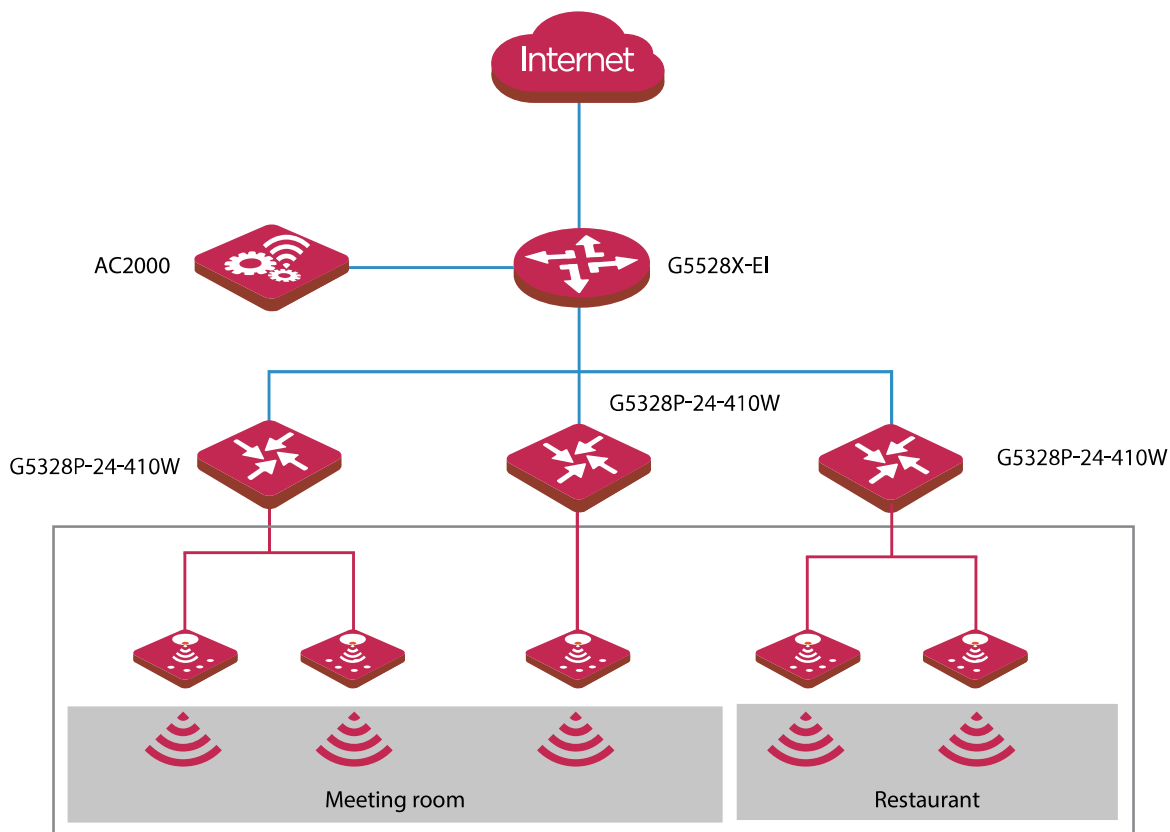 Internet
AC2000
G5528X-EI
G5328P-24-410W
G5328P-24-410W
G5328P-24-410W
Meeting room
Restaurant